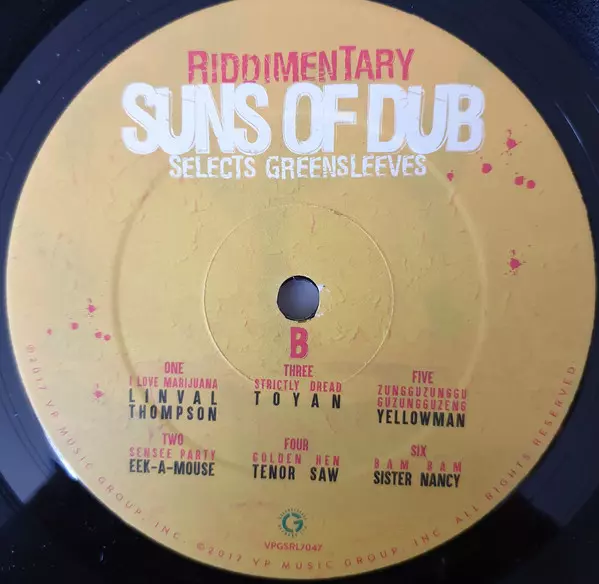 RIDDIMENTARY
SUNS OF DUB
SELECTS GREENSLEEVES
B
ONE
I LOVE MARIJUANA
LINVAL
THOMPSON
TWO
SENSEE PARTY
EEK-A-MOUSE
THREE
STRICTLY DREAD
TOYAN
FOUR
GOLDEN HEN
TENOR SAW
FIVE
ZUNGGUZUNGGU
GUZUNGGUZENG
YELLOWMAN
SIX
BAM BAM
SISTER NANCY
G
VPGSRL7047
©2017 VP MUSIC GROUP, INC. ©2017 VP MUSIC GROUP, INC. ALL RIGHTS RESERVED